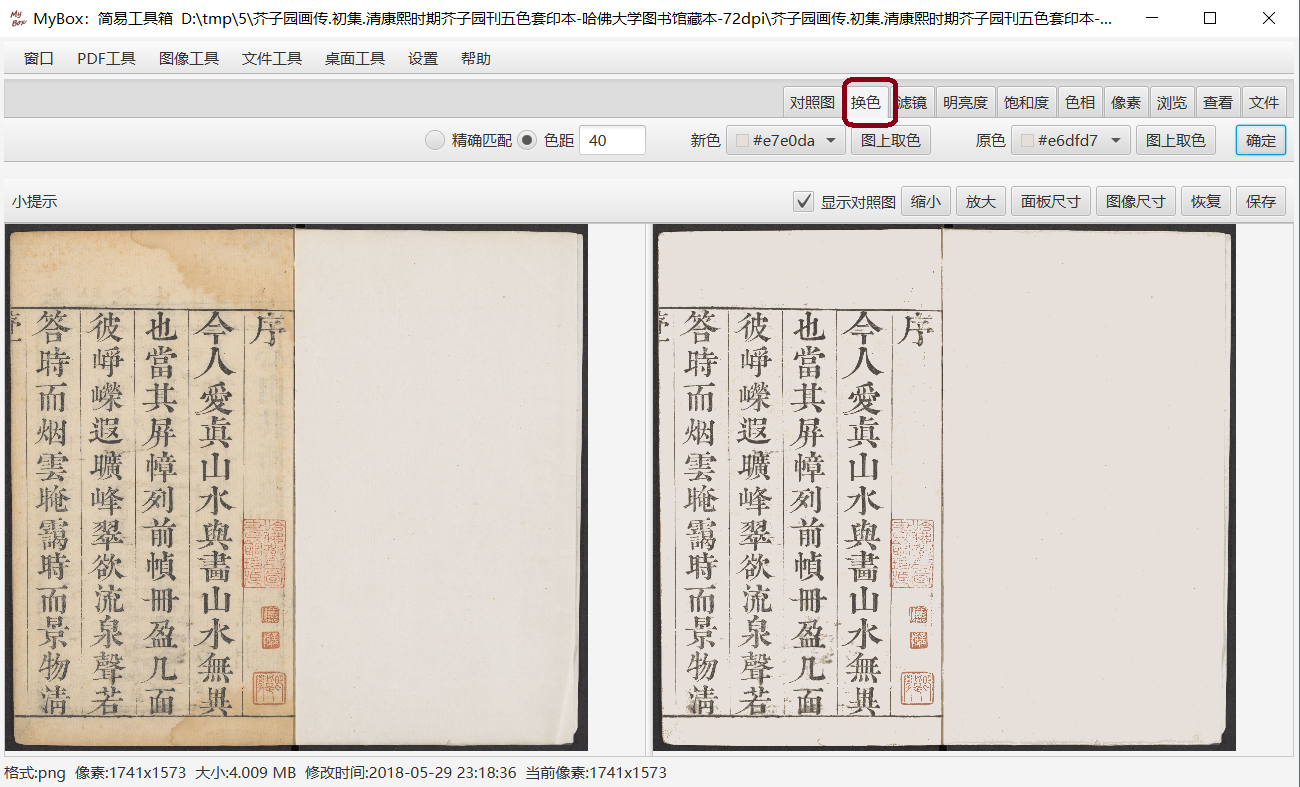 My Box MyBox：简易工具箱 D:\tmp\5\芥子园画传.初集.清康熙时期芥子园刊五色套印本-哈佛大学图书馆藏本-72dpi\芥子园画传.初集.清康熙时期芥子园刊五色套印本-...
窗口 PDF工具 图像工具 文件工具 桌面工具 设置 帮助
对照图 换色 滤镜 明亮度 饱和度 色相 像素 浏览 查看 文件
精确匹配 色距 40 新色 #e7e0da 图上取色 原色 #e6dfd7 图上取色 确定
小提示 显示对照图 缩小 放大 面板尺寸 图像尺寸 恢复 保存
序
今人愛真山水與畫山水無異
也當其屏幛列前幀冊盈几面
彼崢嶸遐曠峰翠欲流泉聲若
答時而烟雲晻靄時而景物淸
序
今人愛真山水與畫山水無異
也當其屏幛列前幀冊盈几面
彼崢嶸遐曠峰翠欲流泉聲若
答時而烟雲晻靄時而景物淸
格式:png 像素:1741x1573 大小:4.009 MB 修改时间:2018-05-29 23:18:36 当前像素:1741x1573